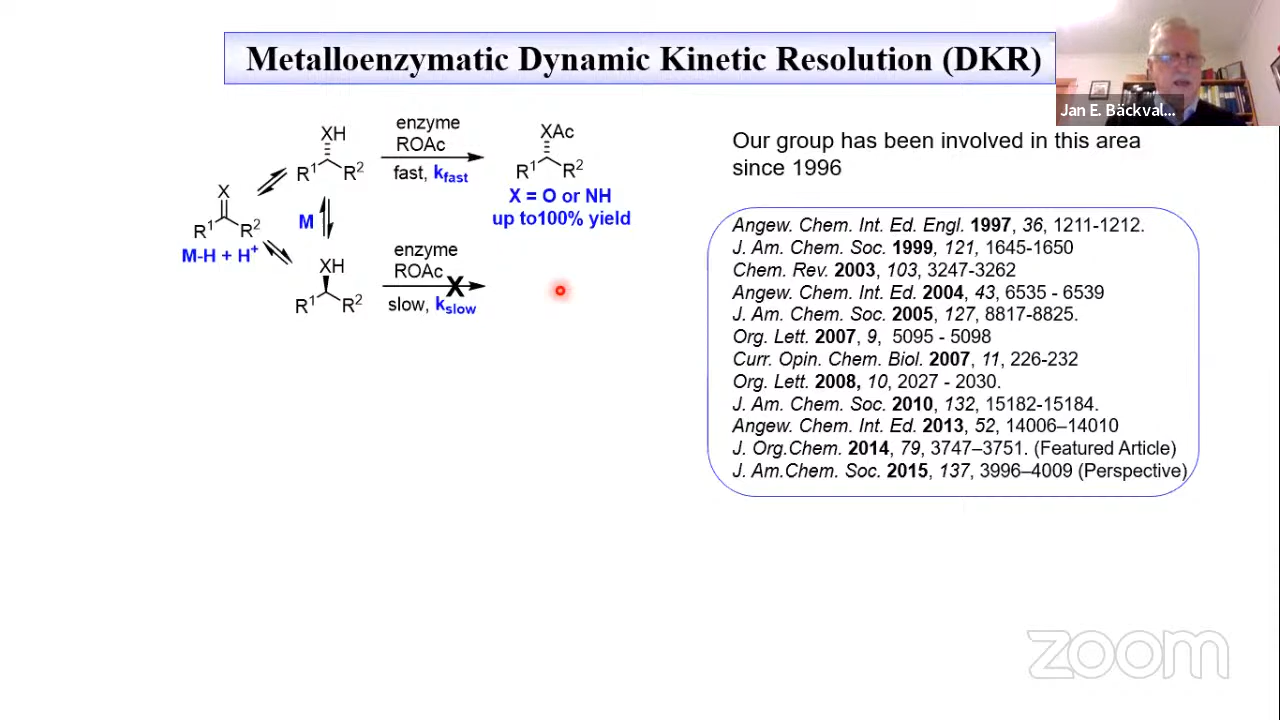 Metalloenzymatic Dynamic Kinetic Resolution (DKR)
Jan E. Bäckval...
XH
R¹ R²
enzyme
ROAc
fast, kfast
XAc
R¹ R²
X = O or NH
up to100% yield
X
R¹ R²
M-H + H⁺
M
XH
R¹ R²
enzyme
ROAc
X
slow, kslow
Our group has been involved in this area
since 1996
Angew. Chem. Int. Ed. Engl. 1997, 36, 1211-1212.
J. Am. Chem. Soc. 1999, 121, 1645-1650
Chem. Rev. 2003, 103, 3247-3262
Angew. Chem. Int. Ed. 2004, 43, 6535 - 6539
J. Am. Chem. Soc. 2005, 127, 8817-8825.
Org. Lett. 2007, 9, 5095 - 5098
Curr. Opin. Chem. Biol. 2007, 11, 226-232
Org. Lett. 2008, 10, 2027 - 2030.
J. Am. Chem. Soc. 2010, 132, 15182-15184.
Angew. Chem. Int. Ed. 2013, 52, 14006–14010
J. Org.Chem. 2014, 79, 3747–3751. (Featured Article)
J. Am.Chem. Soc. 2015, 137, 3996–4009 (Perspective)
zoom